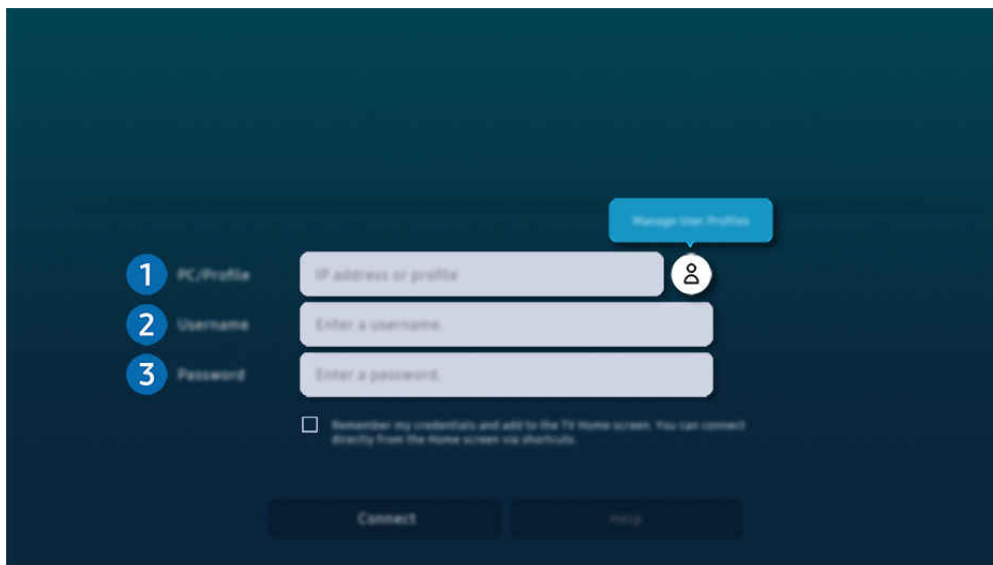 Manage User Profiles
1 PC/Profile IP address or profile
2 Username Enter a username.
3 Password Enter a password.
Remember my credentials and add to the TV Home screen. You can connect
directly from the Home screen via shortcuts.
Connect Help